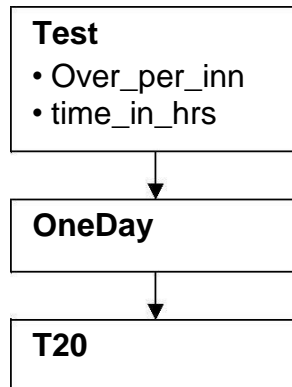 Test
• Over_per_inn
• time_in_hrs
OneDay
T20